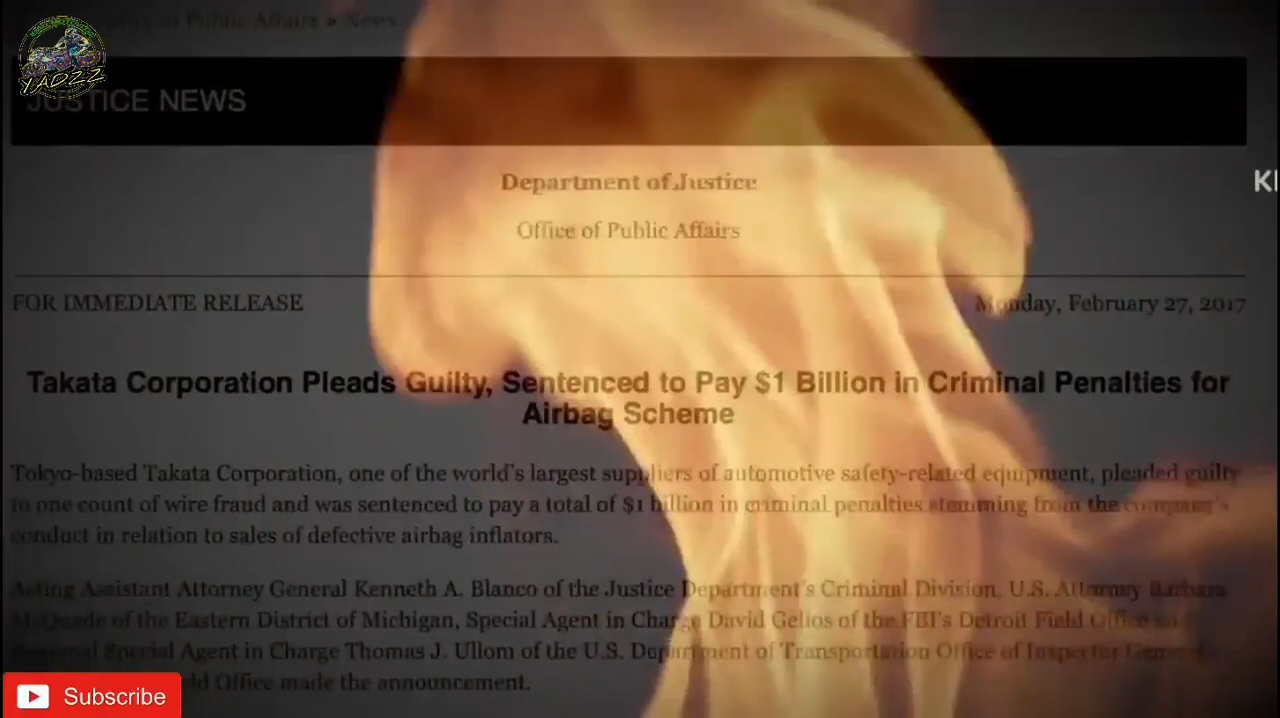 of Public Affairs » News
YADZZ
JUSTICE NEWS
Department of Justice
Office of Public Affairs
FOR IMMEDIATE RELEASE
Monday, February 27, 2017
Takata Corporation Pleads Guilty, Sentenced to Pay $1 Billion in Criminal Penalties for
Airbag Scheme
Tokyo-based Takata Corporation, one of the world's largest suppliers of automotive safety-related equipment, pleaded guilty
to one count of wire fraud and was sentenced to pay a total of $1 billion in criminal penalties stemming from the company's
conduct in relation to sales of defective airbag inflators.
Acting Assistant Attorney General Kenneth A. Blanco of the Justice Department's Criminal Division, U.S. Attorney Barbara
McQuade of the Eastern District of Michigan, Special Agent in Charge David Gelios of the FBI's Detroit Field Office and
Regional Special Agent in Charge Thomas J. Ullom of the U.S. Department of Transportation Office of Inspector General
Office made the announcement.
Subscribe